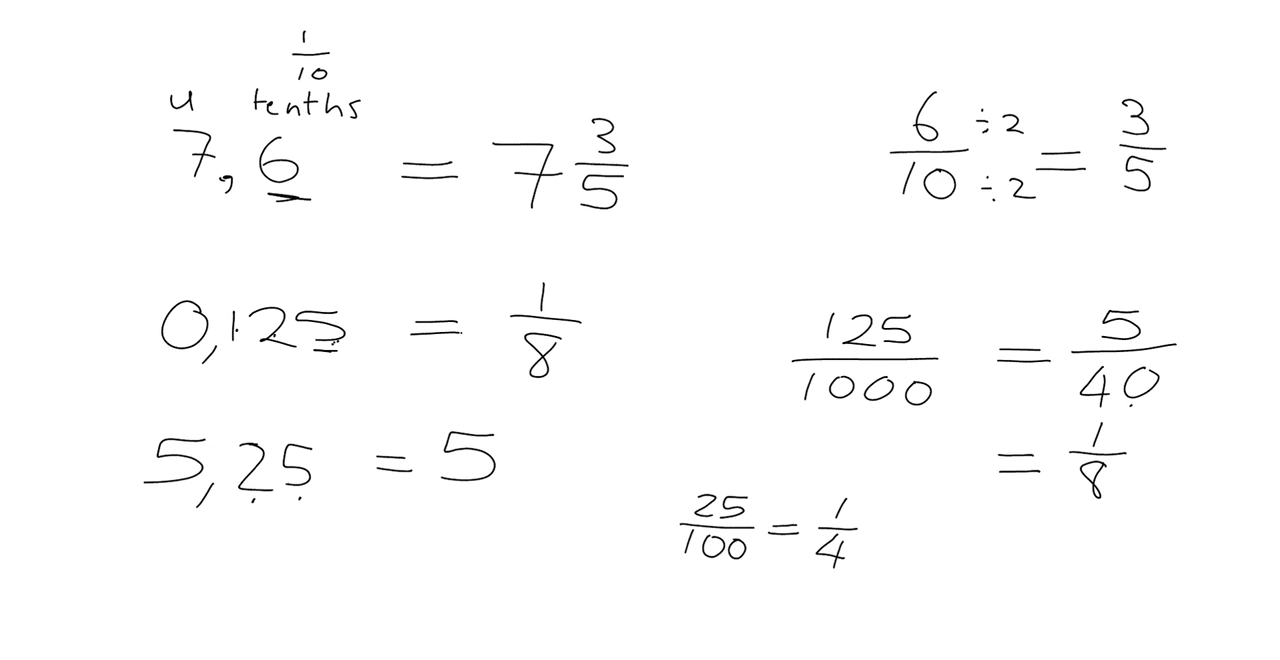 1/10
u tenths
7,6 = 7 3/5
6/10 ÷2 ÷2 = 3/5
0,125 = 1/8
125/1000 = 5/40
= 1/8
5,25 = 5
25/100 = 1/4